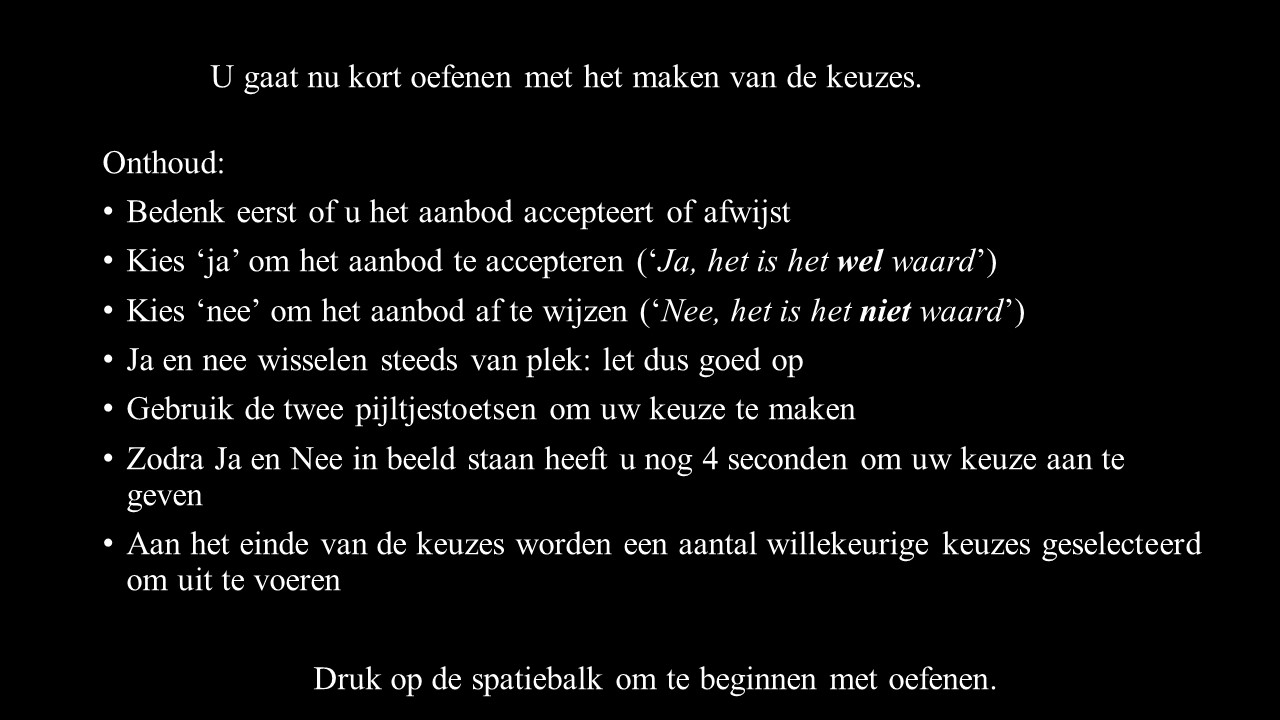 U gaat nu kort oefenen met het maken van de keuzes.
Onthoud:
• Bedenk eerst of u het aanbod accepteert of afwijst
• Kies ‘ja’ om het aanbod te accepteren (‘Ja, het is het wel waard’)
• Kies ‘nee’ om het aanbod af te wijzen (‘Nee, het is het niet waard’)
• Ja en nee wisselen steeds van plek: let dus goed op
• Gebruik de twee pijltjestoetsen om uw keuze te maken
• Zodra Ja en Nee in beeld staan heeft u nog 4 seconden om uw keuze aan te
geven
• Aan het einde van de keuzes worden een aantal willekeurige keuzes geselecteerd
om uit te voeren
Druk op de spatiebalk om te beginnen met oefenen.